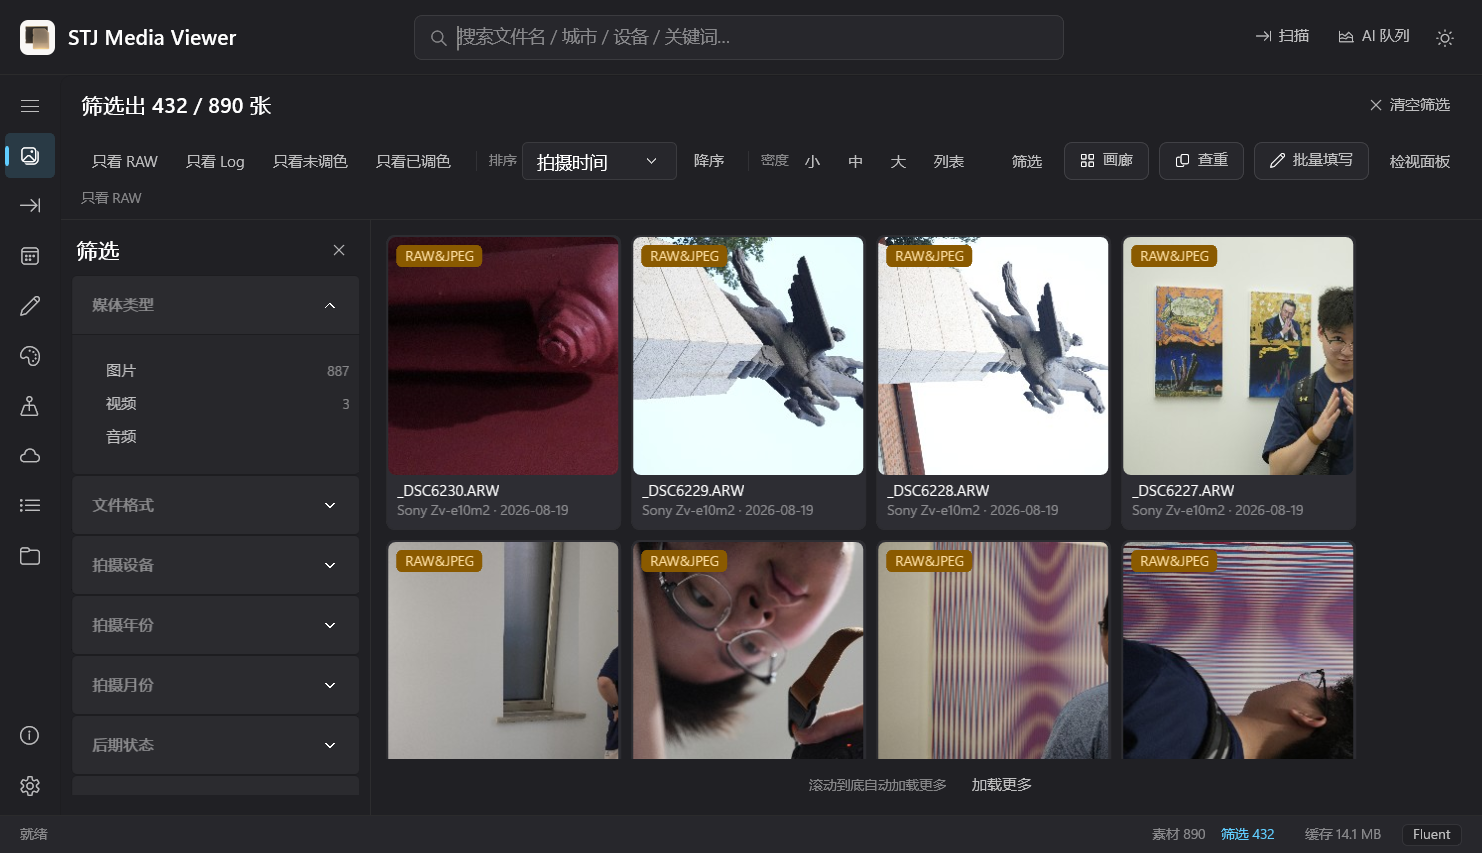 STJ Media Viewer
搜索文件名 / 城市 / 设备 / 关键词...
扫描
AI 队列
筛选出 432 / 890 张
清空筛选
只看 RAW 只看 Log 只看未调色 只看已调色 排序 拍摄时间 降序 密度 小 中 大 列表 筛选 画廊 查重 批量填写 检视面板
只看 RAW
筛选
媒体类型
图片 887
视频 3
音频
文件格式
拍摄设备
拍摄年份
拍摄月份
后期状态
RAW&JPEG RAW&JPEG RAW&JPEG RAW&JPEG
_DSC6230.ARW _DSC6229.ARW _DSC6228.ARW _DSC6227.ARW
Sony Zv-e10m2 · 2026-08-19 Sony Zv-e10m2 · 2026-08-19 Sony Zv-e10m2 · 2026-08-19 Sony Zv-e10m2 · 2026-08-19
RAW&JPEG RAW&JPEG RAW&JPEG RAW&JPEG
滚动到底自动加载更多 加载更多
就绪 素材 890 筛选 432 缓存 14.1 MB Fluent